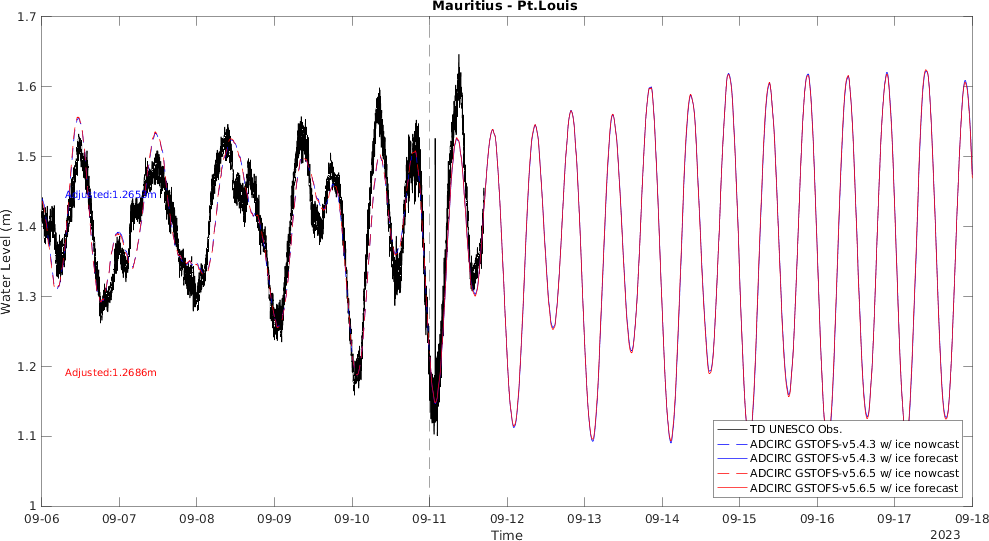 Mauritius - Pt.Louis
1.7
1.6
1.5
1.4
1.3
1.2
1.1
1
Water Level (m)
Adjusted:1.2686m
TD UNESCO Obs.
ADCIRC GSTOFS-v5.4.3 w/ ice nowcast
ADCIRC GSTOFS-v5.4.3 w/ ice forecast
ADCIRC GSTOFS-v5.6.5 w/ ice nowcast
ADCIRC GSTOFS-v5.6.5 w/ ice forecast
09-06 09-07 09-08 09-09 09-10 09-11 09-12 09-13 09-14 09-15 09-16 09-17 09-18
Time
2023